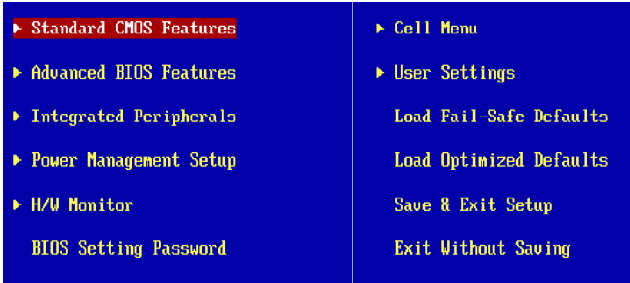 Standard CMOS Features
Advanced BIOS Features
Integrated Peripherals
Power Management Setup
H/W Monitor
BIOS Setting Password
Cell Menu
User Settings
Load Fail-Safe Defaults
Load Optimized Defaults
Save & Exit Setup
Exit Without Saving